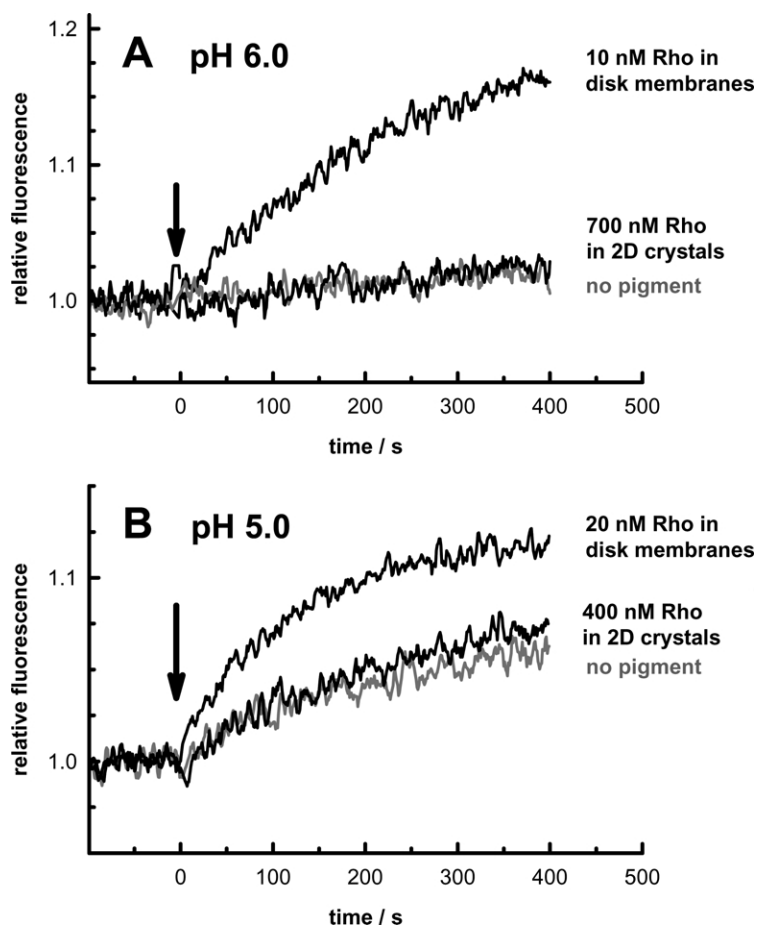 A pH 6.0
relative fluorescence
1.2
1.1
1.0
10 nM Rho in
disk membranes
700 nM Rho
in 2D crystals
no pigment
0 100 200 300 400 500
time / s
B pH 5.0
relative fluorescence
1.1
1.0
20 nM Rho in
disk membranes
400 nM Rho
in 2D crystals
no pigment
0 100 200 300 400 500
time / s